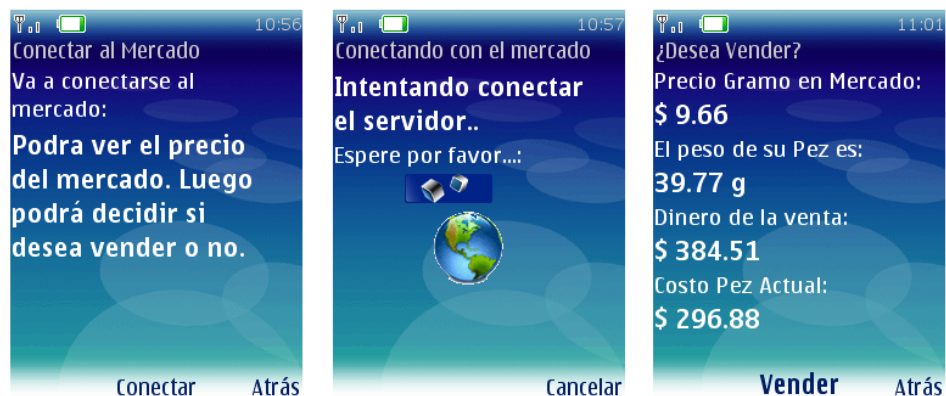 10:56
Conectar al Mercado
Va a conectarse al
mercado:
Podra ver el precio
del mercado. Luego
podrá decidir si
desea vender o no.
Conectar Atrás
10:57
Conectando con el mercado
Intentando conectar
el servidor..
Espere por favor...:
Cancelar
11:01
¿Desea Vender?
Precio Gramo en Mercado:
$ 9.66
El peso de su Pez es:
39.77 g
Dinero de la venta:
$ 384.51
Costo Pez Actual:
$ 296.88
Vender Atrás